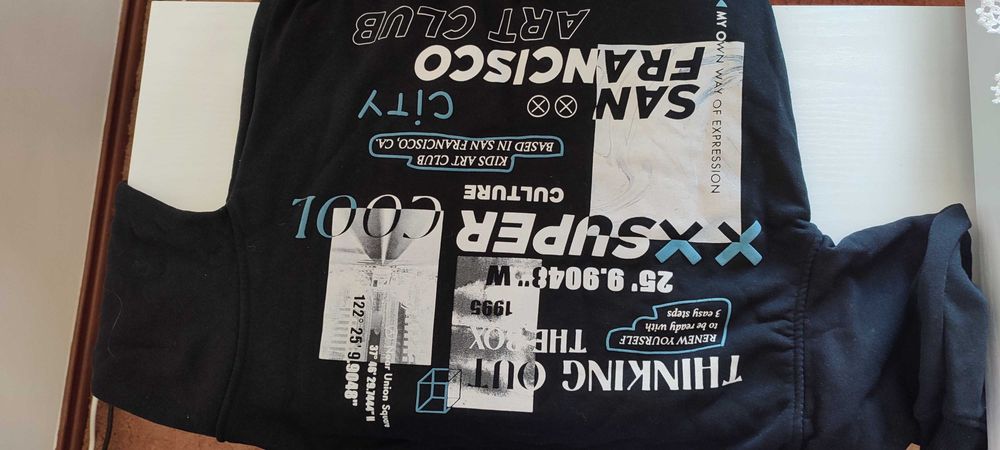 THINKING OUT
THE BOX
RENEW YOURSELF
to be ready with
3 easy steps
1995
25' 9.9048" W
XXSUPER COOL
CULTURE
KIDS ART CLUB
BASED IN SAN FRANCISCO, CA.
CiTY
SAN
FRANCISCO
ART CLUB
MY OWN WAY OF EXPRESSION
Union Square
37° 46' 29.7444"
122° 25' 9.9048"